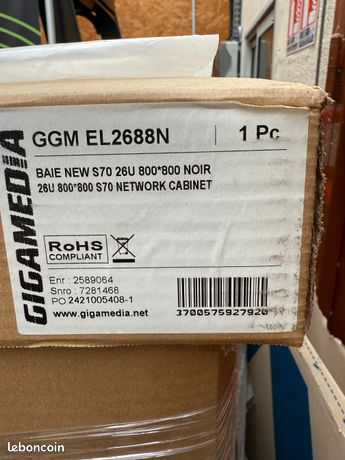 GIGAMEDIA
GGM EL2688N
1 Pc
BAIE NEW S70 26U 800*800 NOIR
26U 800*800 S70 NETWORK CABINET
RoHS
COMPLIANT
Enr : 2589064
Snro : 7281468
PO 2421005408-1
www.gigamedia.net
3700575927920
leboncoin